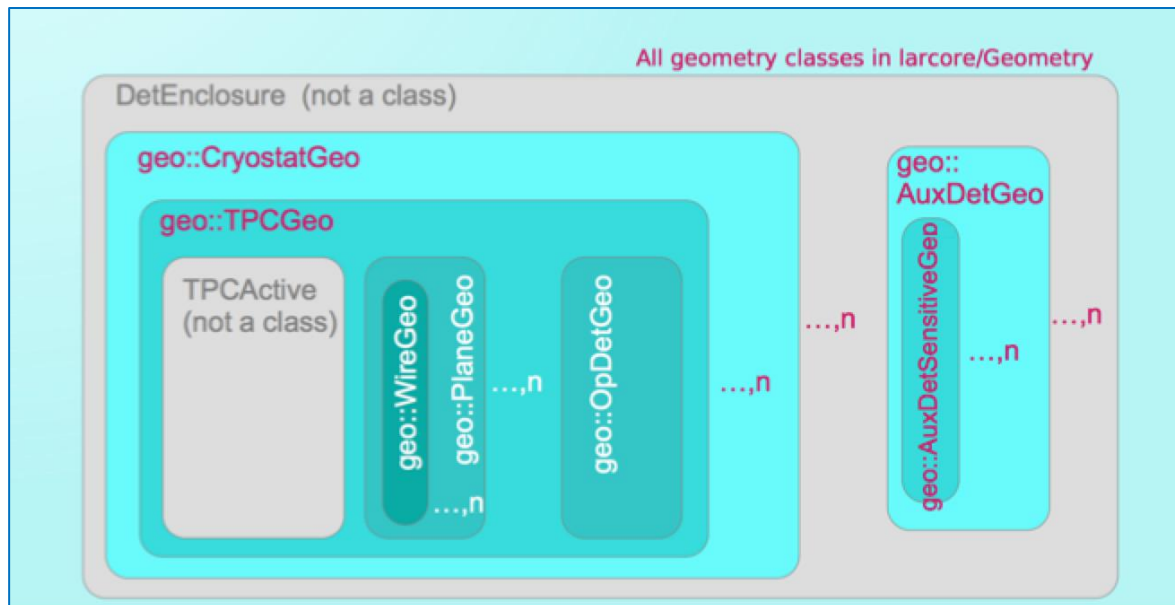 All geometry classes in larcore/Geometry
DetEnclosure (not a class)
geo::CryostatGeo
geo::TPCGeo
TPCActive
(not a class)
geo::WireGeo
…,n
geo::PlaneGeo
…,n
geo::OpDetGeo
…,n
…,n
geo::
AuxDetGeo
geo::AuxDetSensitiveGeo
…,n
…,n